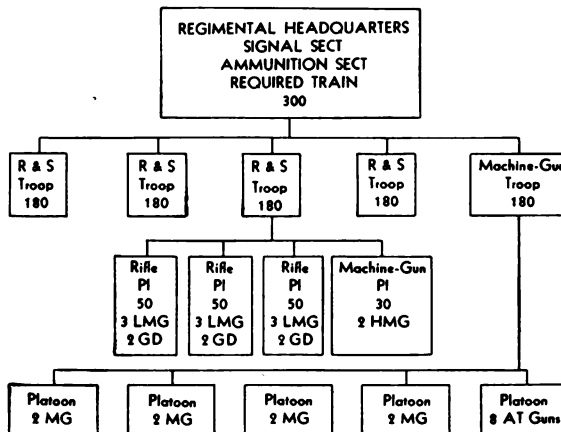 REGIMENTAL HEADQUARTERS
SIGNAL SECT
AMMUNITION SECT
REQUIRED TRAIN
300
R & S
Troop
180
R & S
Troop
180
R & S
Troop
180
R & S
Troop
180
Machine-Gun
Troop
180
Rifle
Pl
50
3 LMG
2 GD
Rifle
Pl
50
3 LMG
2 GD
Rifle
Pl
50
3 LMG
2 GD
Machine-Gun
Pl
30
2 HMG
Platoon
2 MG
Platoon
2 MG
Platoon
2 MG
Platoon
2 MG
Platoon
8 AT Guns